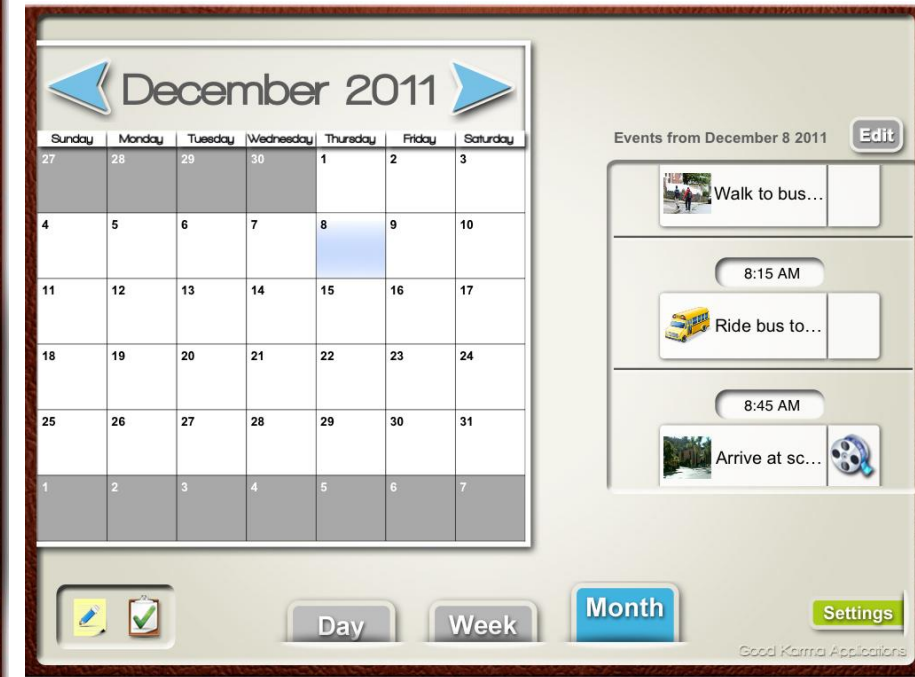 December 2011
Sunday Monday Tuesday Wednesday Thursday Friday Saturday
27 28 29 30 1 2 3
4 5 6 7 8 9 10
11 12 13 14 15 16 17
18 19 20 21 22 23 24
25 26 27 28 29 30 31
1 2 3 4 5 6 7
Events from December 8 2011 Edit
Walk to bus...
8:15 AM
Ride bus to...
8:45 AM
Arrive at sc...
Day Week Month
Settings
Good Karma Applications